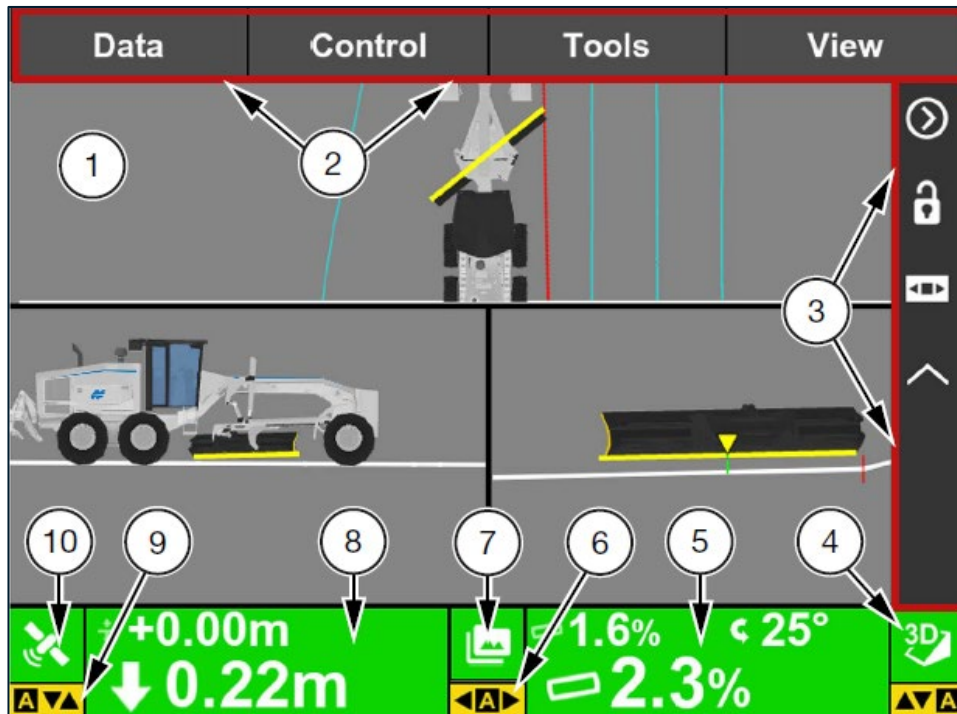 Data Control Tools View
1
2
3
10 9 8 7 6 5 4
+0.00m 1.6% 25° 3D
0.22m 2.3%
A A A